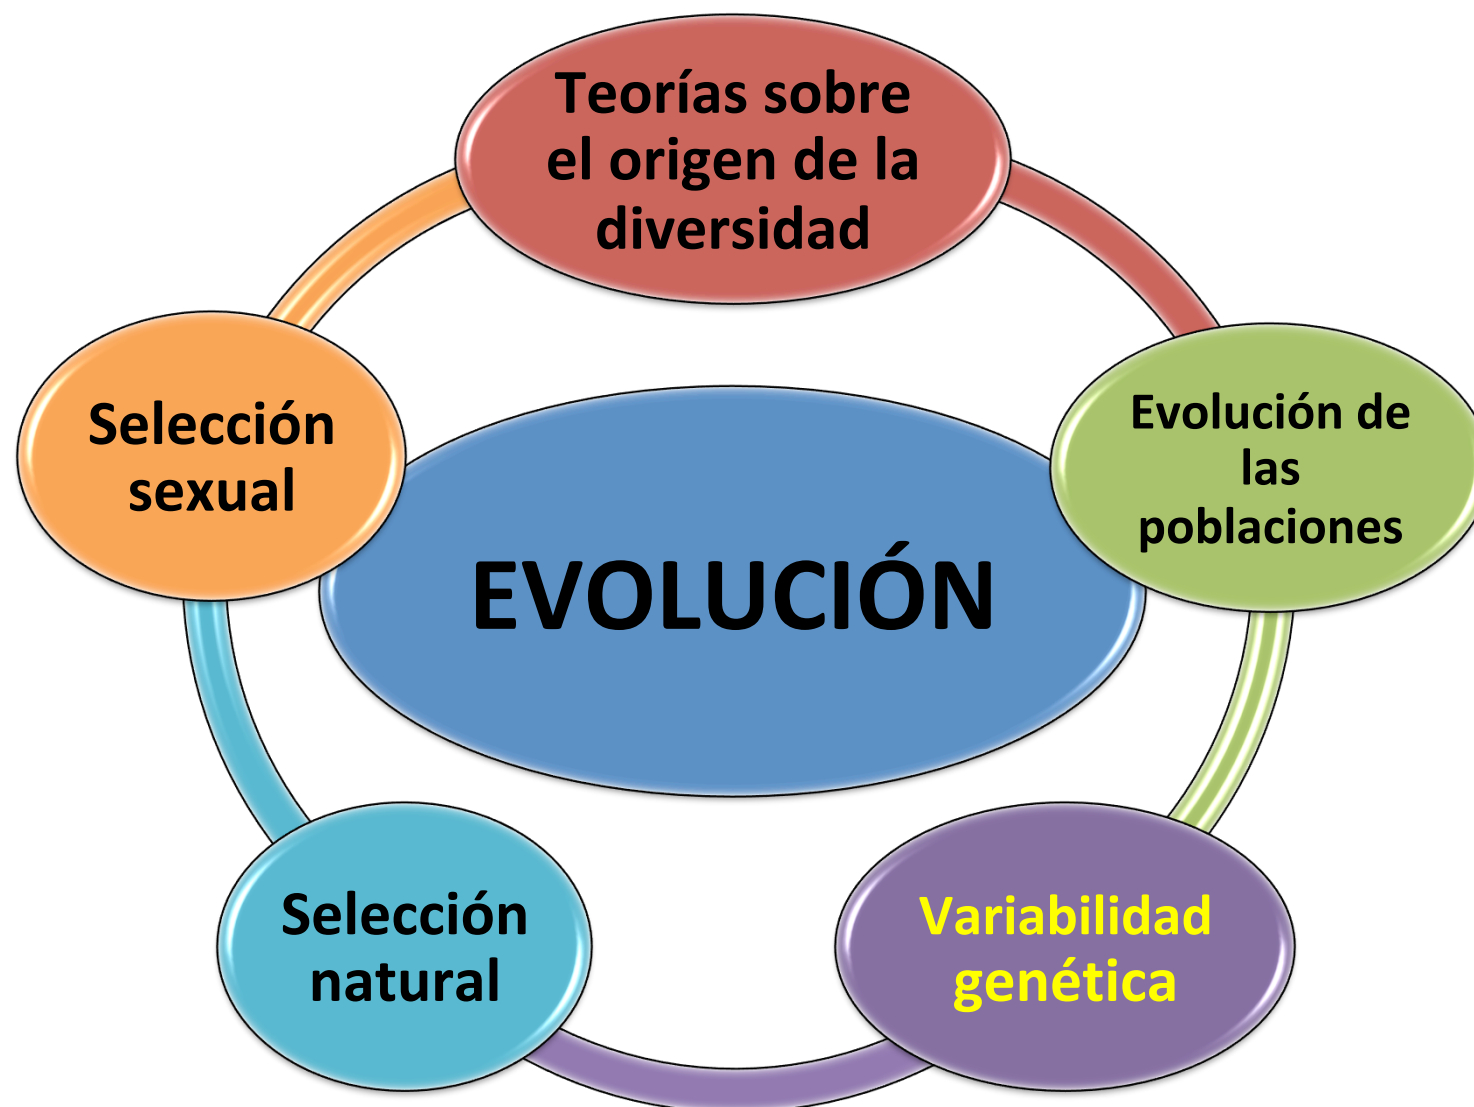 Teorías sobre
el origen de la
diversidad
Evolución de
las
poblaciones
Variabilidad
genética
Selección
natural
Selección
sexual
EVOLUCIÓN